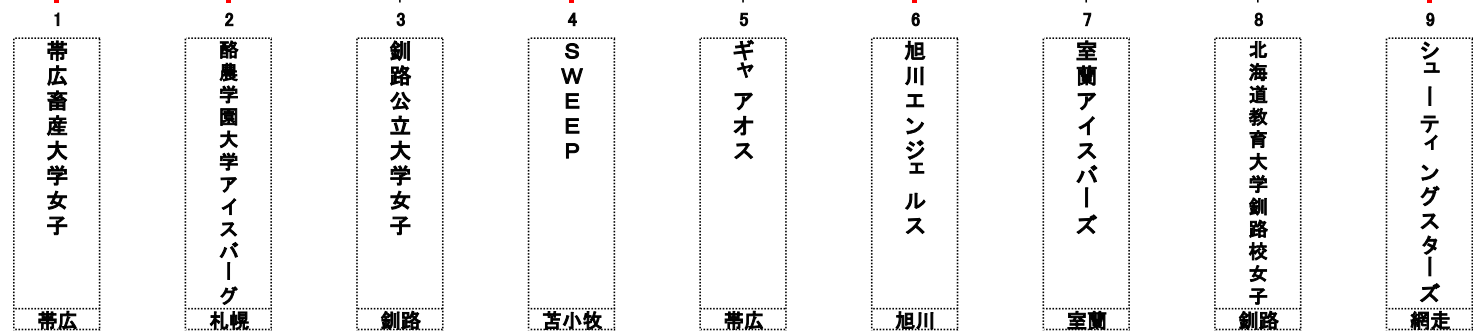 1 2 3 4 5 6 7 8 9
帯広畜産大学女子
酪農学園大学アイスバーグ
釧路公立大学女子
ＳＷＥＥＰ
ギャアオス
旭川エンジェルス
室蘭アイスバーズ
北海道教育大学釧路校女子
シューティングスターズ
帯広 札幌 釧路 苫小牧 帯広 旭川 室蘭 釧路 網走